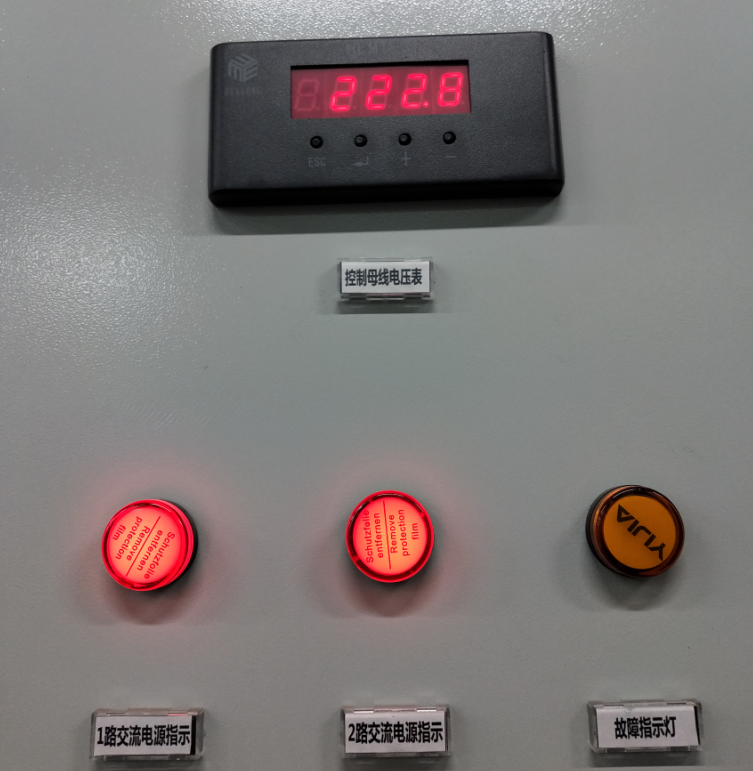 222.8
ESC
+
-
控制母线电压表
Schutzfolie
entfernen
Remove
protection
film
Schutzfolie
entfernen
Remove
protection
film
YIJIA
1路交流电源指示
2路交流电源指示
故障指示灯